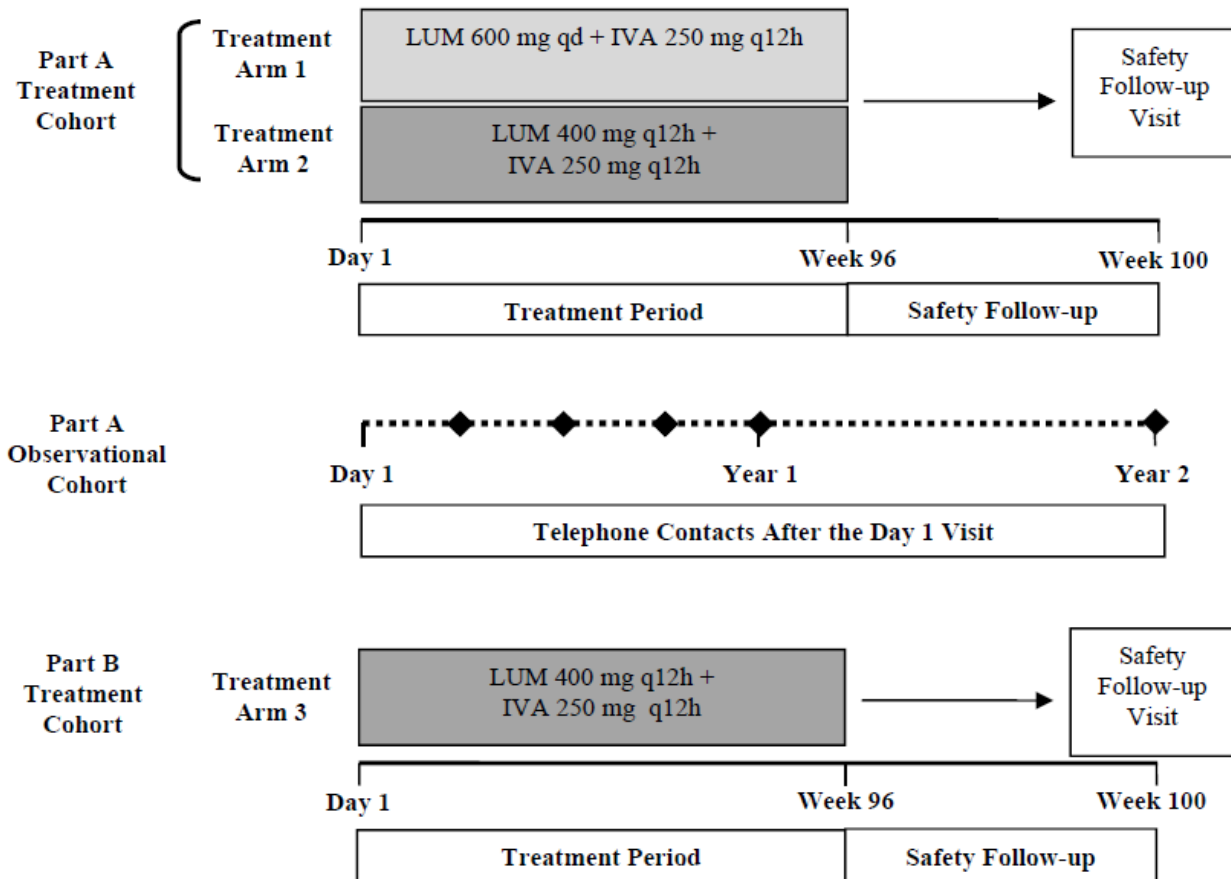 Part A
Treatment
Cohort
Treatment
Arm 1
LUM 600 mg qd + IVA 250 mg q12h
Treatment
Arm 2
LUM 400 mg q12h +
IVA 250 mg q12h
Safety
Follow-up
Visit
Day 1
Week 96
Week 100
Treatment Period
Safety Follow-up
Part A
Observational
Cohort
Day 1
Year 1
Year 2
Telephone Contacts After the Day 1 Visit
Part B
Treatment
Cohort
Treatment
Arm 3
LUM 400 mg q12h +
IVA 250 mg q12h
Safety
Follow-up
Visit
Day 1
Week 96
Week 100
Treatment Period
Safety Follow-up